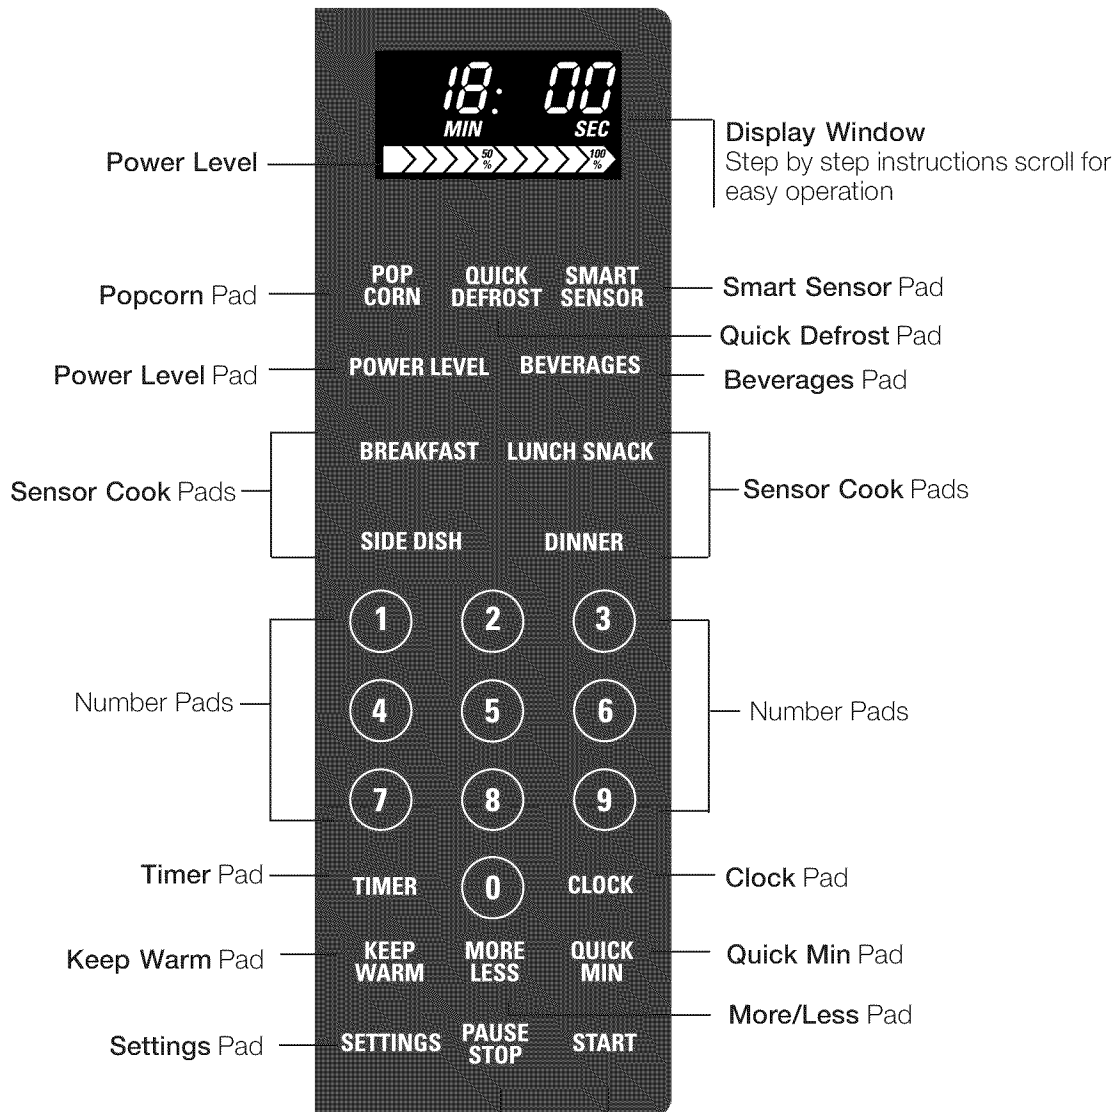 18: 00
MIN SEC
50 % 100 %
Power Level
Display Window
Step by step instructions scroll for
easy operation
POP CORN
QUICK DEFROST
SMART SENSOR
Popcorn Pad
Smart Sensor Pad
Quick Defrost Pad
POWER LEVEL BEVERAGES
Power Level Pad
Beverages Pad
BREAKFAST LUNCH SNACK
Sensor Cook Pads
Sensor Cook Pads
SIDE DISH DINNER
1 2 3
Number Pads
4 5 6
Number Pads
7 8 9
Timer Pad
TIMER 0 CLOCK
Clock Pad
Keep Warm Pad
KEEP WARM
MORE LESS
QUICK MIN
Quick Min Pad
More/Less Pad
Settings Pad
SETTINGS
PAUSE STOP
START